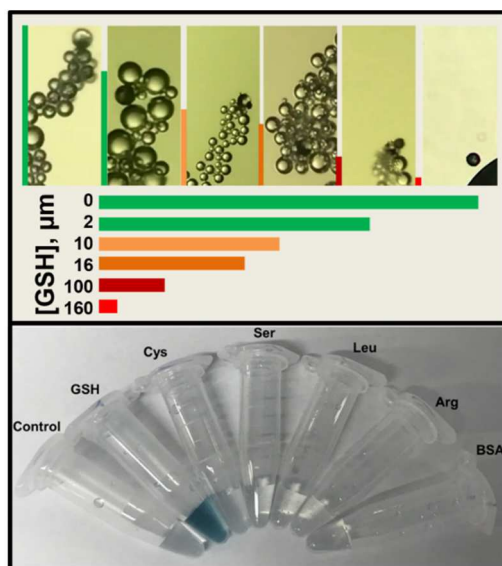 [GSH], µm
0
2
10
16
100
160
Control
GSH
Cys
Ser
Leu
Arg
BSA